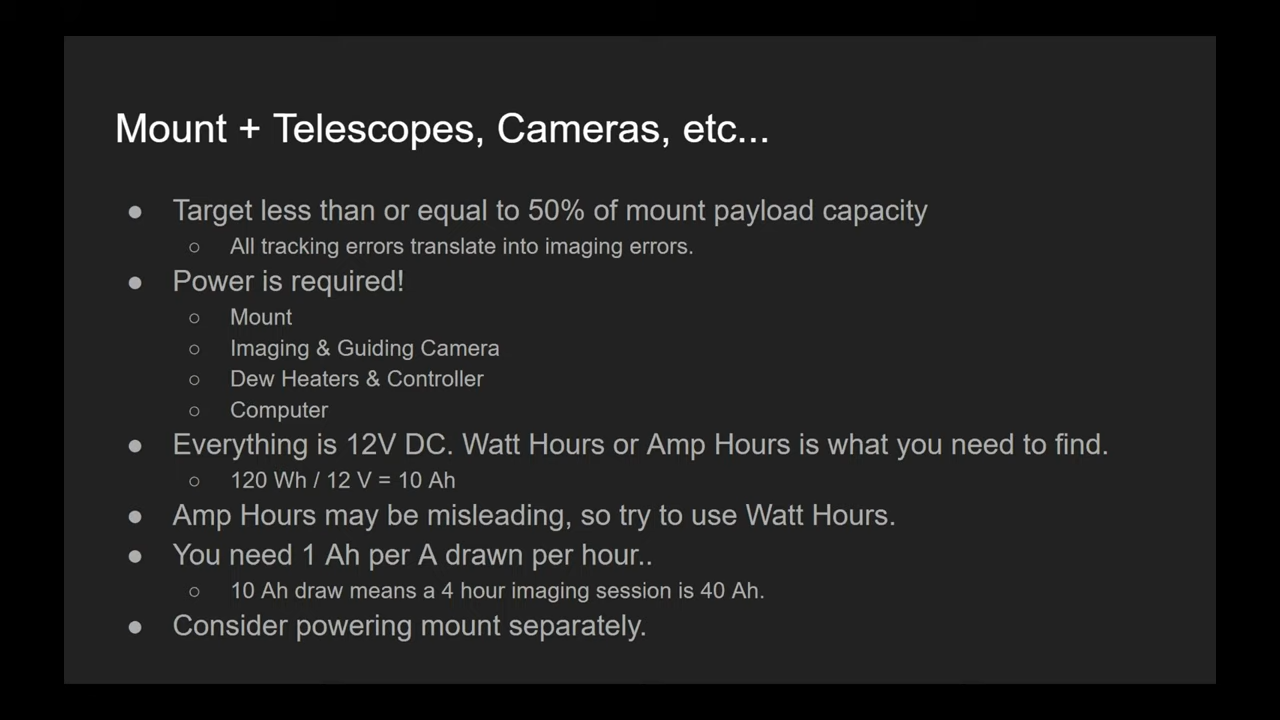 Mount + Telescopes, Cameras, etc...
● Target less than or equal to 50% of mount payload capacity
○ All tracking errors translate into imaging errors.
● Power is required!
○ Mount
○ Imaging & Guiding Camera
○ Dew Heaters & Controller
○ Computer
● Everything is 12V DC. Watt Hours or Amp Hours is what you need to find.
○ 120 Wh / 12 V = 10 Ah
● Amp Hours may be misleading, so try to use Watt Hours.
● You need 1 Ah per A drawn per hour..
○ 10 Ah draw means a 4 hour imaging session is 40 Ah.
● Consider powering mount separately.